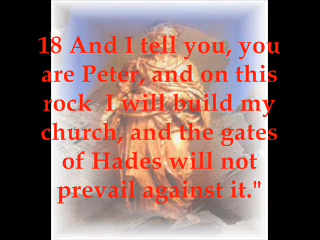 18 And I tell you, you
are Peter, and on this
rock  I will build my
church, and the gates
of Hades will not
prevail against it."